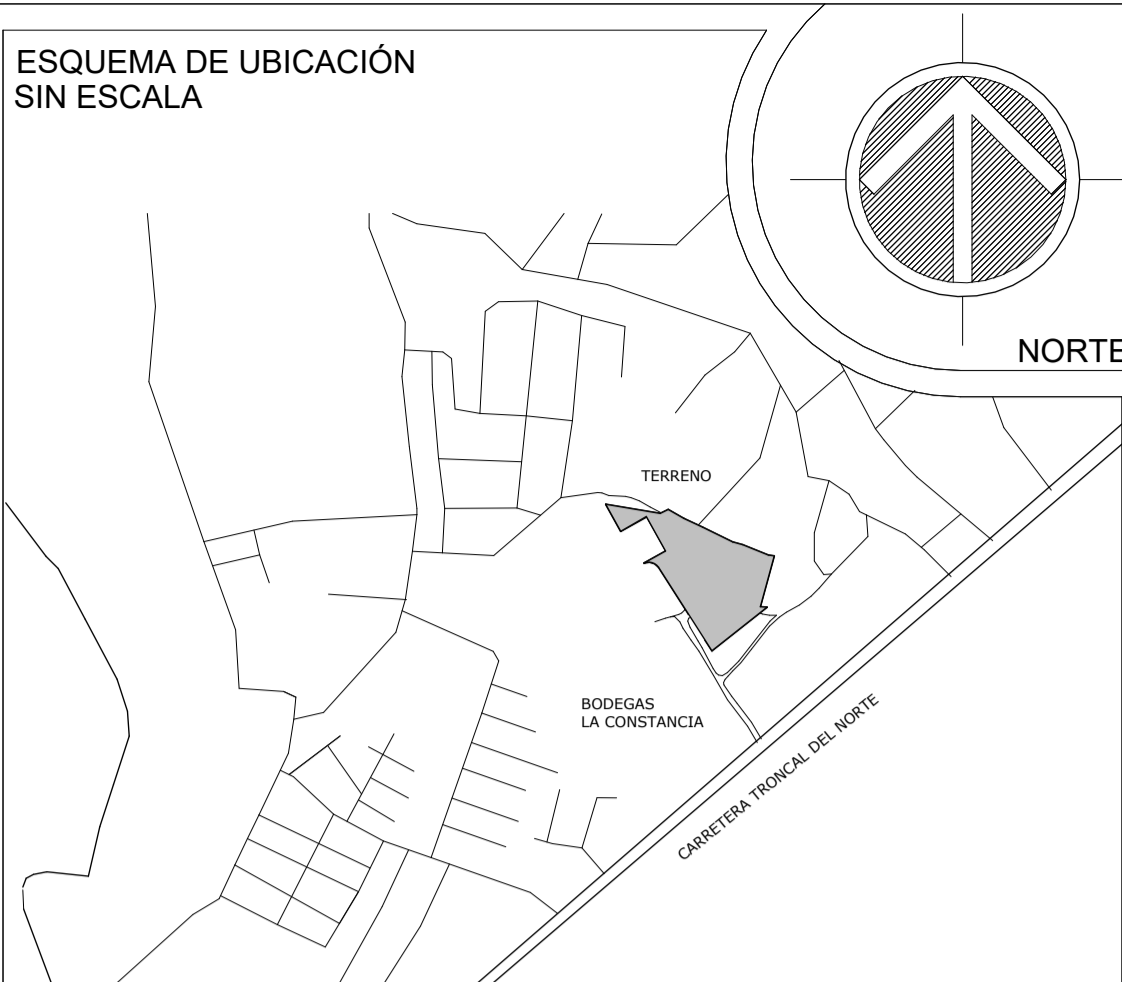 ESQUEMA DE UBICACIÓN
SIN ESCALA
NORTE
TERRENO
BODEGAS
LA CONSTANCIA
CARRETERA TRONCAL DEL NORTE